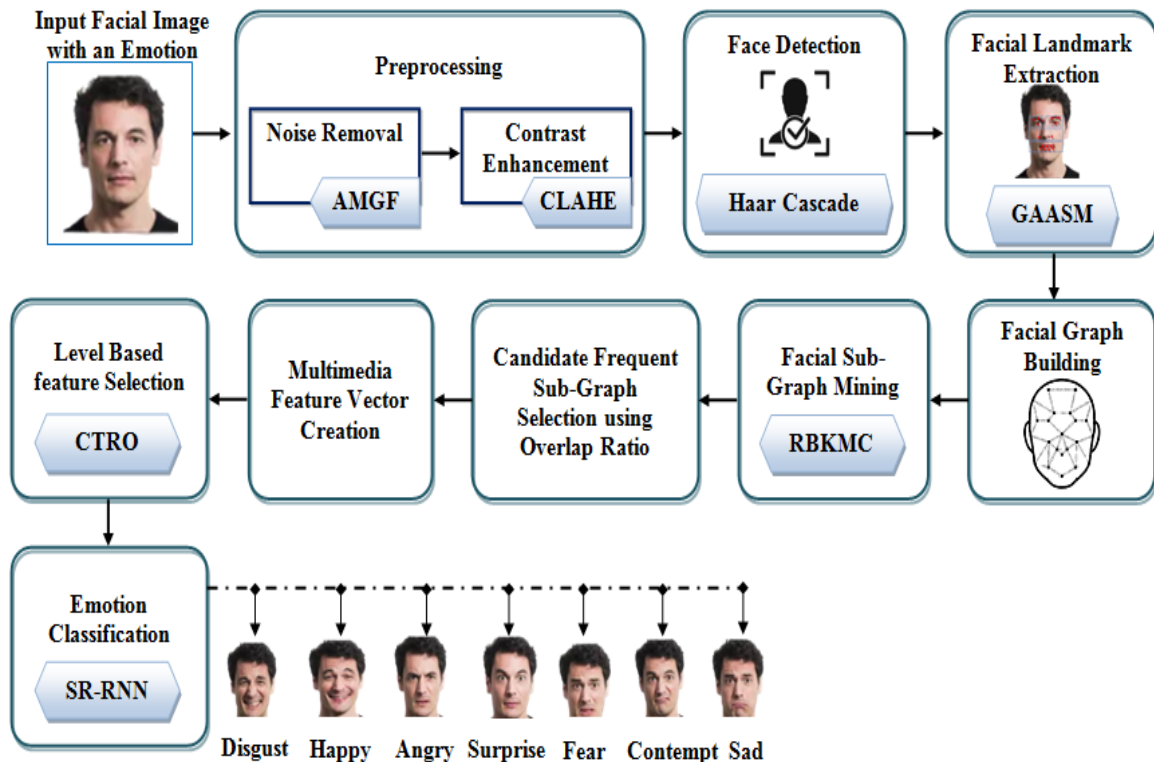 Input Facial Image
with an Emotion
Preprocessing
Noise Removal
AMGF
Contrast
Enhancement
CLAHE
Face Detection
Haar Cascade
Facial Landmark
Extraction
GAASM
Facial Graph
Building
Facial Sub-
Graph Mining
RBKMC
Candidate Frequent
Sub-Graph
Selection using
Overlap Ratio
Multimedia
Feature Vector
Creation
Level Based
feature Selection
CTRO
Emotion
Classification
SR-RNN
Disgust
Happy
Angry
Surprise
Fear
Contempt
Sad